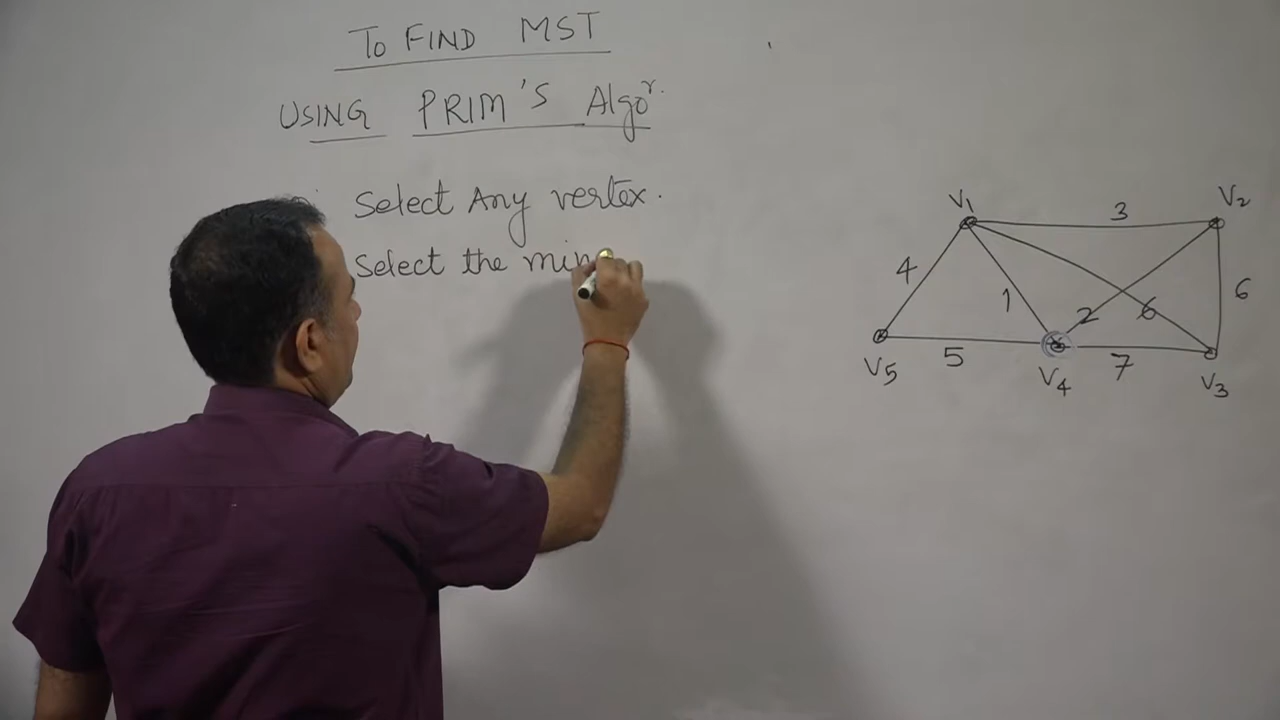 To FIND MST
USING PRIM'S Algoʳ.
Select Any vertex.
Select the min
V₁
3
V₂
4
1
2
6
6
V₅
5
V₄
7
V₃